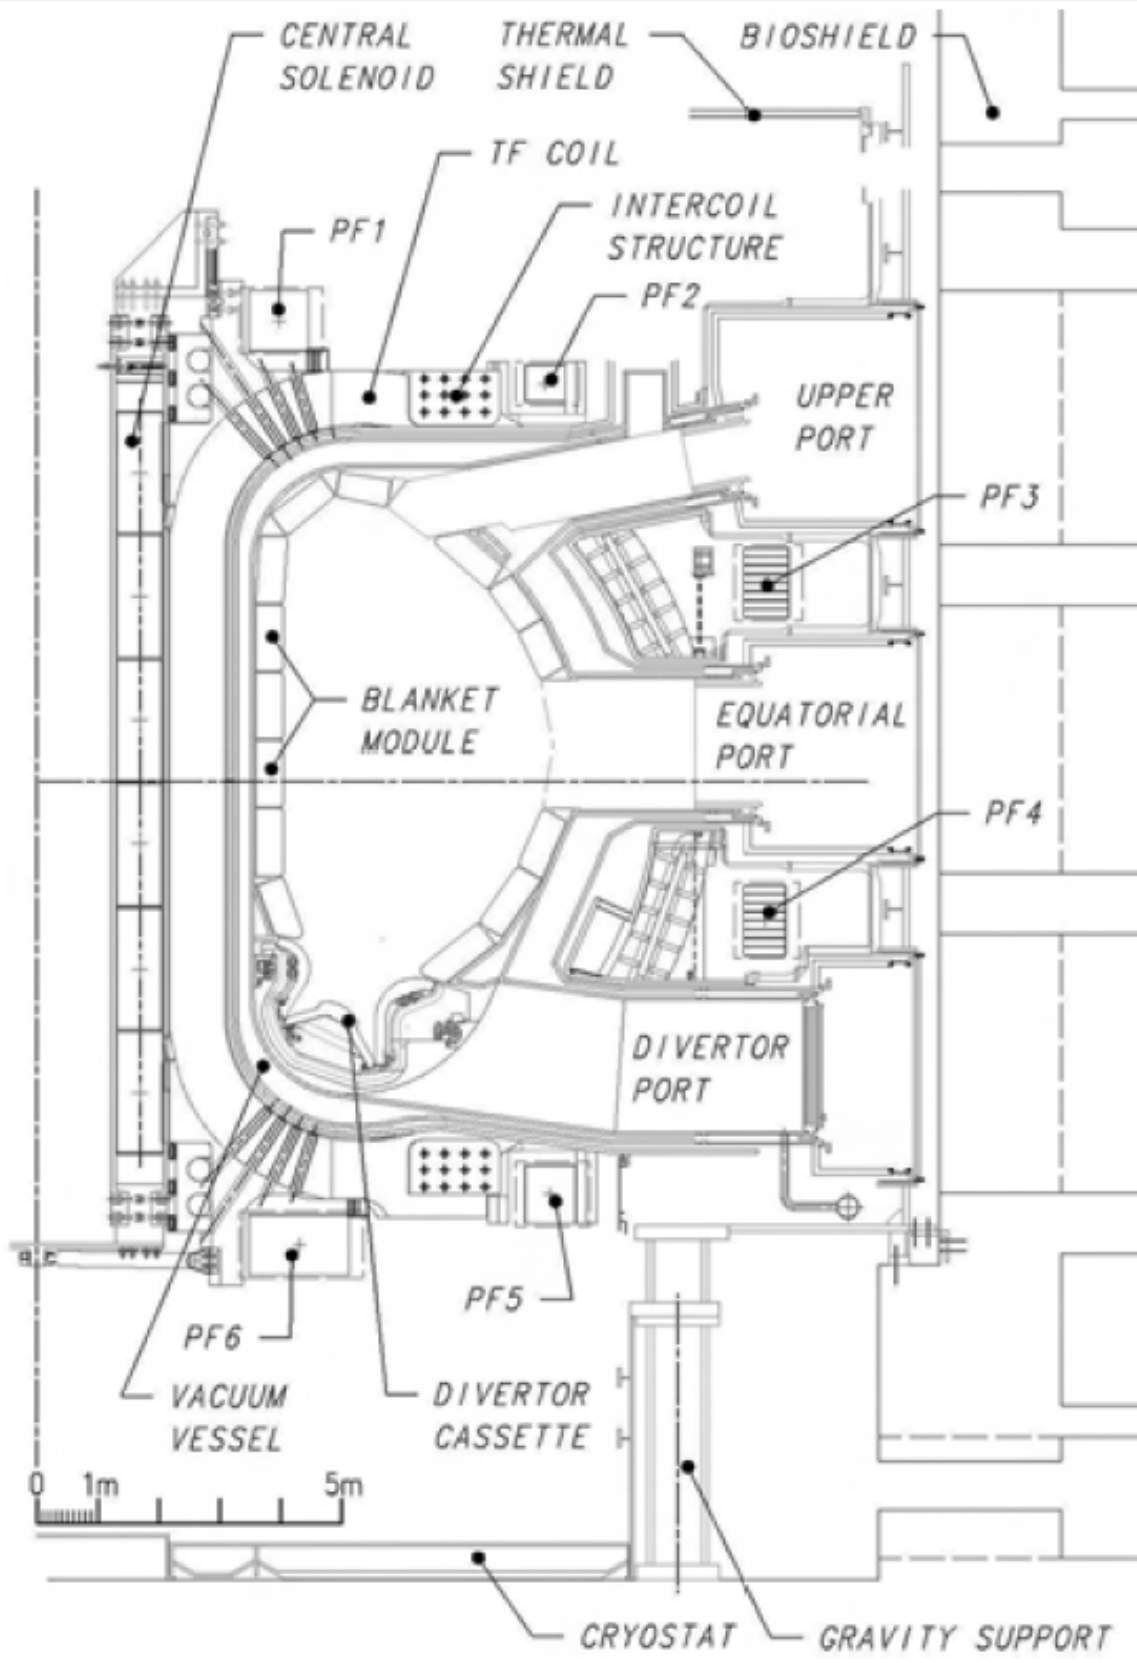 CENTRAL
SOLENOID
THERMAL
SHIELD
BIOSHIELD
TF COIL
INTERCOIL
STRUCTURE
PF1
PF2
UPPER
PORT
PF3
BLANKET
MODULE
EQUATORIAL
PORT
PF4
DIVERTOR
PORT
PF5
PF6
VACUUM
VESSEL
DIVERTOR
CASSETTE
0 1m 5m
CRYOSTAT
GRAVITY SUPPORT